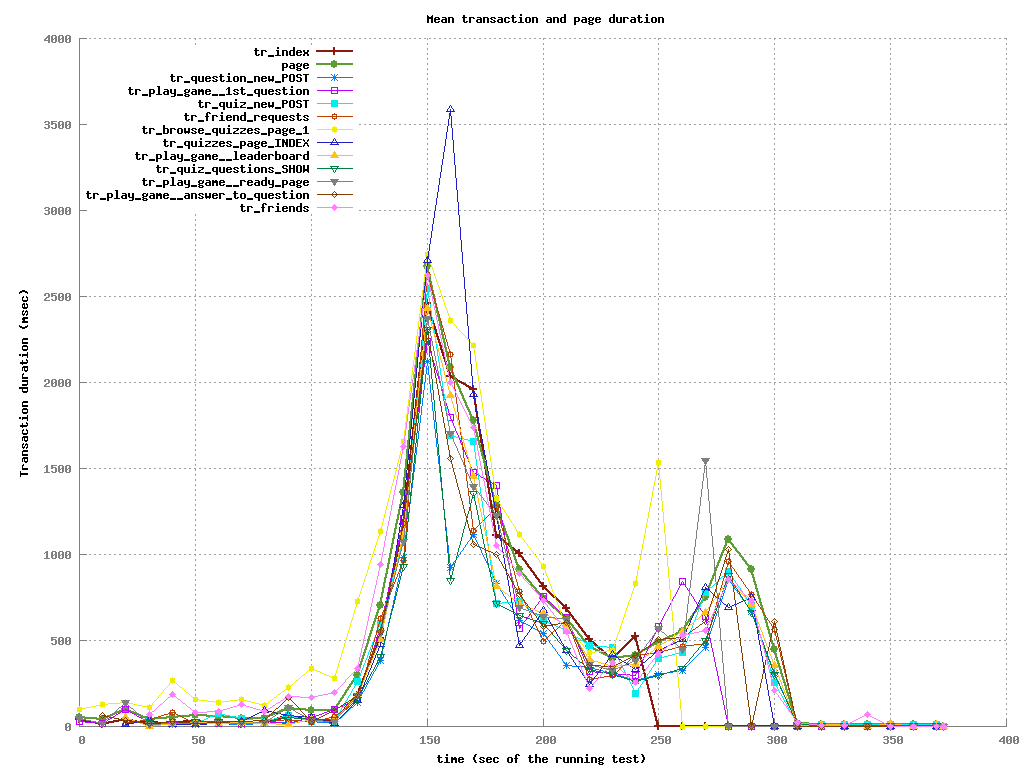 Mean transaction and page duration
4000
3500
3000
2500
2000
1500
1000
500
0
Transaction duration (msec)
tr_index
page
tr_question_new_POST
tr_play_game__1st_question
tr_quiz_new_POST
tr_friend_requests
tr_browse_quizzes_page_1
tr_quizzes_page_INDEX
tr_play_game__leaderboard
tr_quiz_questions_SHOW
tr_play_game__ready_page
tr_play_game__answer_to_question
tr_friends
0 50 100 150 200 250 300 350 400
time (sec of the running test)